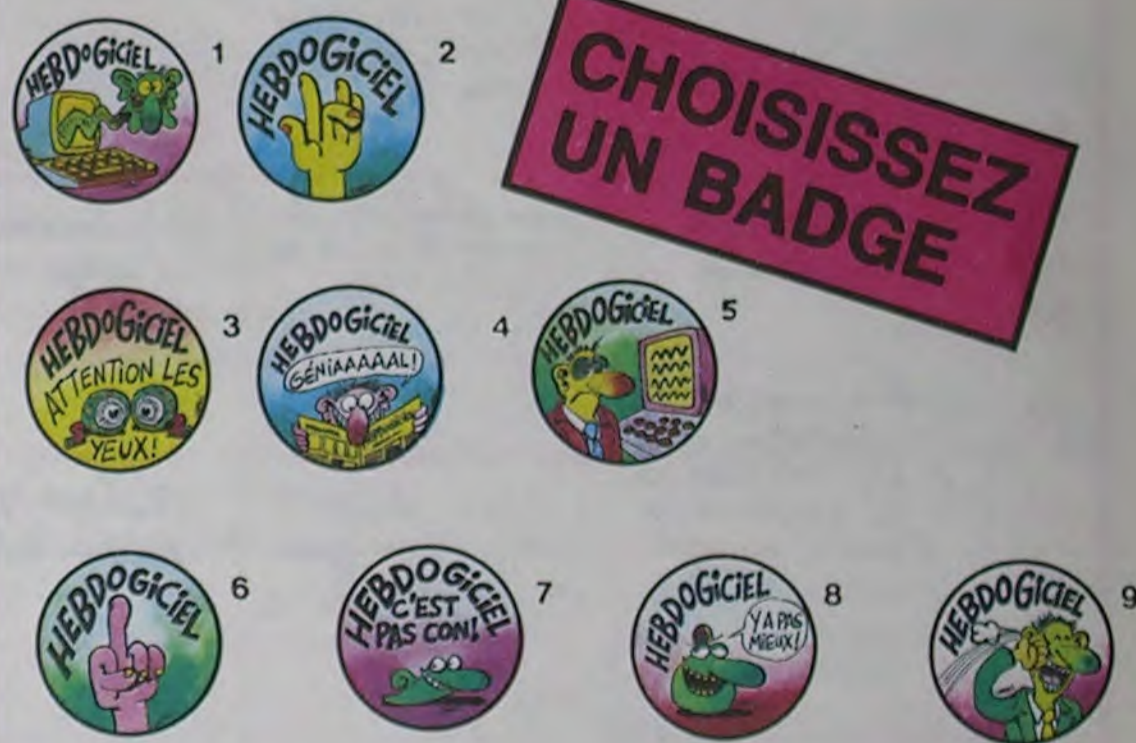 HEBDOGICIEL
1
HEBDOGICIEL
2
CHOISISSEZ
UN BADGE
HEBDOGICIEL
ATTENTION LES
YEUX!
3
HEBDOGICIEL
GÉNIAAAAAL!
4
HEBDOGICIEL
5
HEBDOGICIEL
6
HEBDOGICIEL
C'EST
PAS CON!
7
HEBDOGICIEL
Y A PAS
MIEUX!
8
HEBDOGICIEL
9